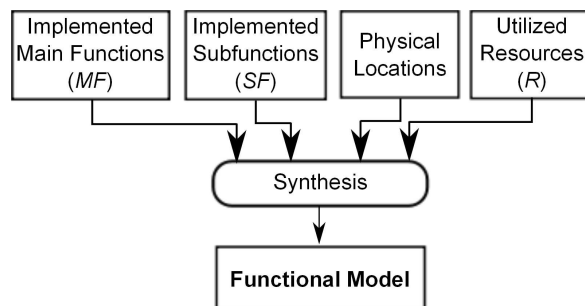 Implemented
Main Functions
(MF)
Implemented
Subfunctions
(SF)
Physical
Locations
Utilized
Resources
(R)
Synthesis
Functional Model